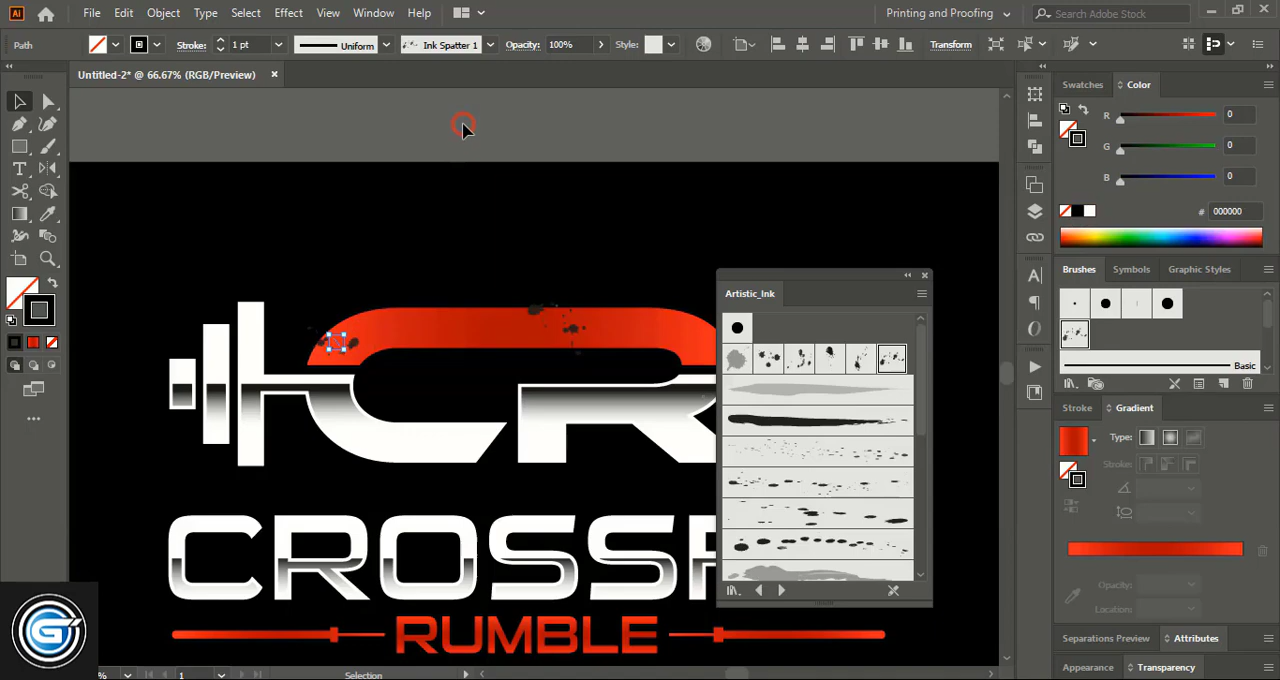 Ai File Edit Object Type Select Effect View Window Help Printing and Proofing Search Adobe Stock
Path Stroke: 1 pt Uniform Ink Spatter 1 Opacity: 100% Style: Transform
Untitled-2* @ 66.67% (RGB/Preview)
Swatches Color
R 0
G 0
B 0
# 000000
Brushes Symbols Graphic Styles
Artistic_Ink
Basic
CR
Stroke Gradient
Type:
Stroke:
CROSSF
RUMBLE
Opacity:
Location:
Separations Preview Attributes
Transparency Appearance
% 1 Selection